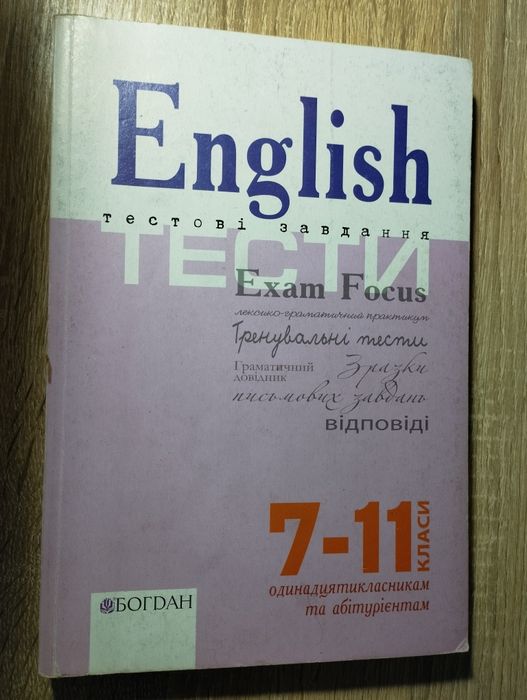 English
тестові завдання
ТЕСТИ
Exam Focus
лексико-граматичний практикум
Тренувальні тести
Граматичний довідник
Зразки
письмових завдань
відповіді
7-11 КЛАСИ
одинадцятикласникам
та абітурієнтам
БОГДАН